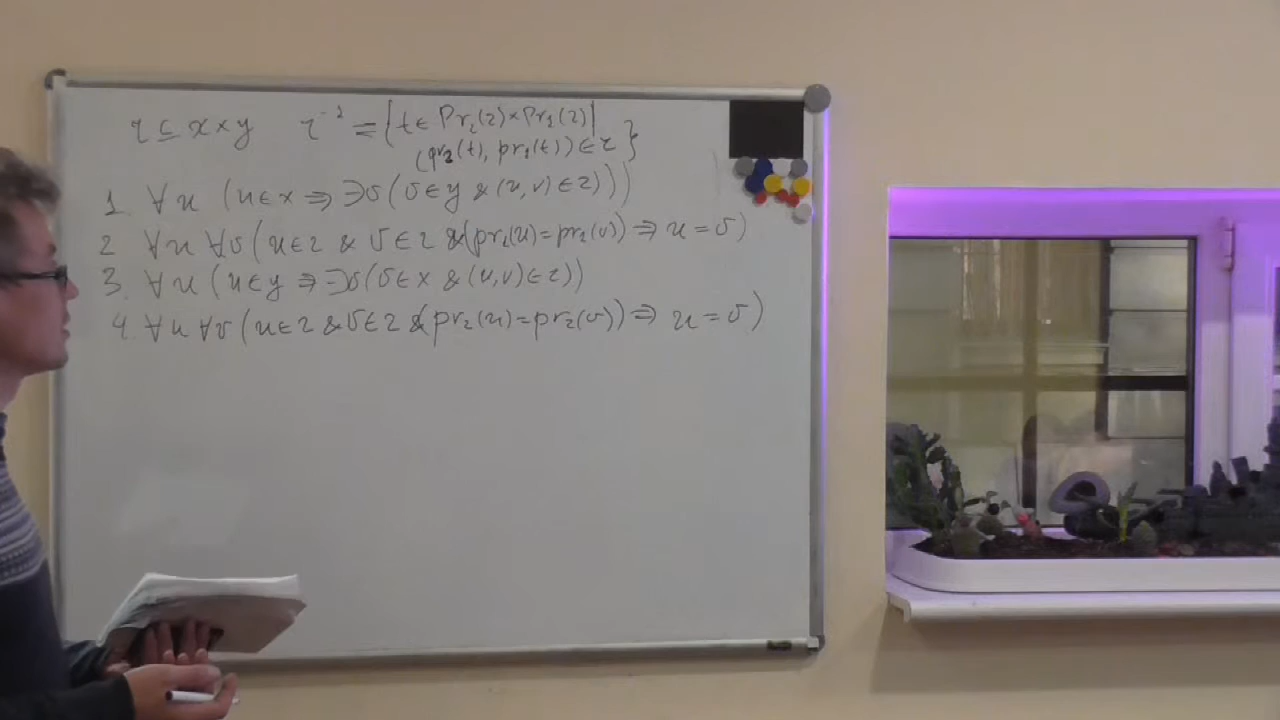 r ⊆ x × y r⁻¹ = {t ∈ Pr₂(r) × Pr₁(r) |
(pr₂(t), pr₁(t)) ∈ r }
1. ∀u (u ∈ x ⇒ ∃v (v ∈ y & (u, v) ∈ r)))
2 ∀u ∀v (u ∈ r & v ∈ r & (pr₁(u) = pr₁(v)) ⇒ u = v)
3. ∀u (u ∈ y ⇒ ∃v (v ∈ x & (u, v) ∈ r))
4. ∀u ∀v (u ∈ r & v ∈ r & (pr₂(u) = pr₂(v)) ⇒ u = v)